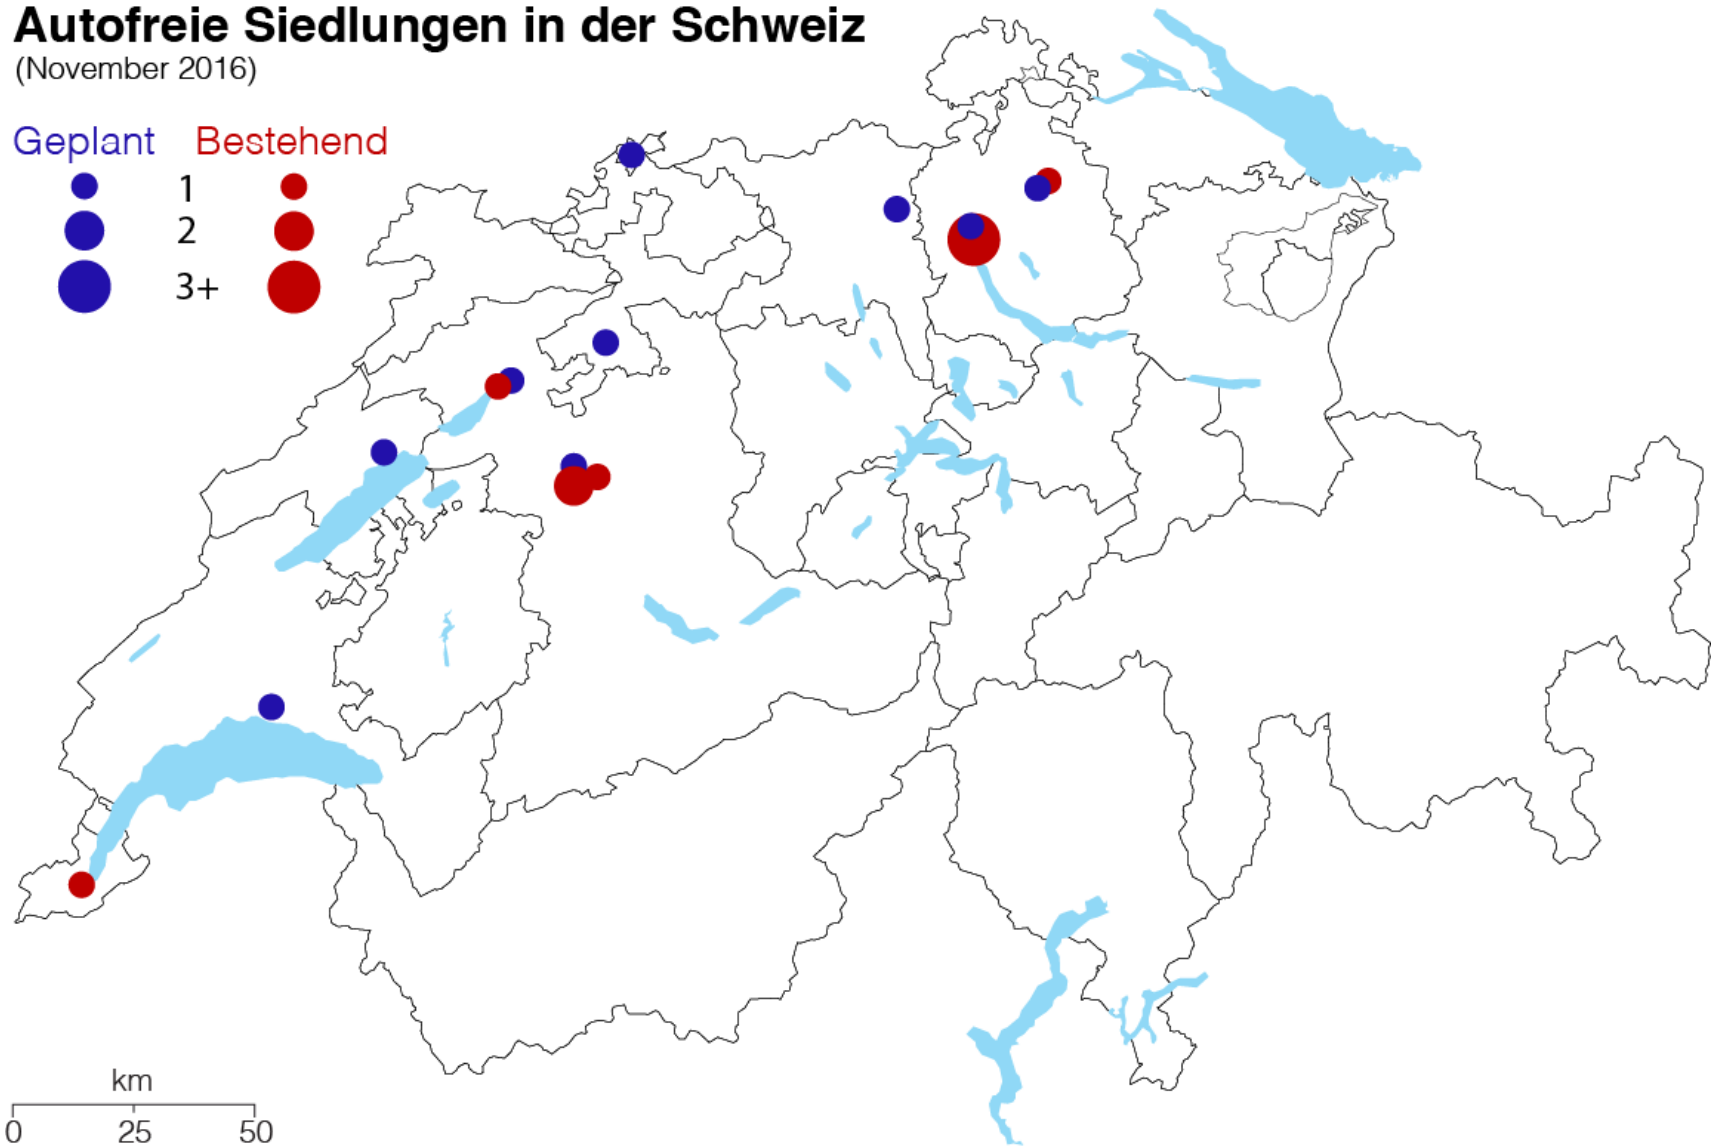 Autofreie Siedlungen in der Schweiz
(November 2016)
Geplant Bestehend
1
2
3+
km
0 25 50